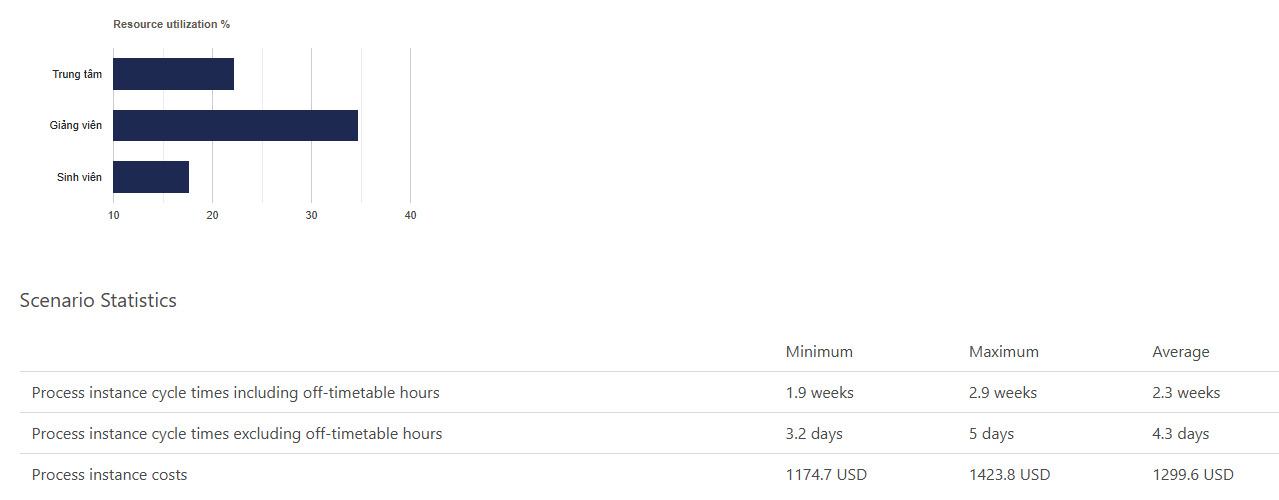 Resource utilization %
Trung tâm
Giảng viên
Sinh viên
10 20 30 40
Scenario Statistics
Minimum Maximum Average
Process instance cycle times including off-timetable hours 1.9 weeks 2.9 weeks 2.3 weeks
Process instance cycle times excluding off-timetable hours 3.2 days 5 days 4.3 days
Process instance costs 1174.7 USD 1423.8 USD 1299.6 USD